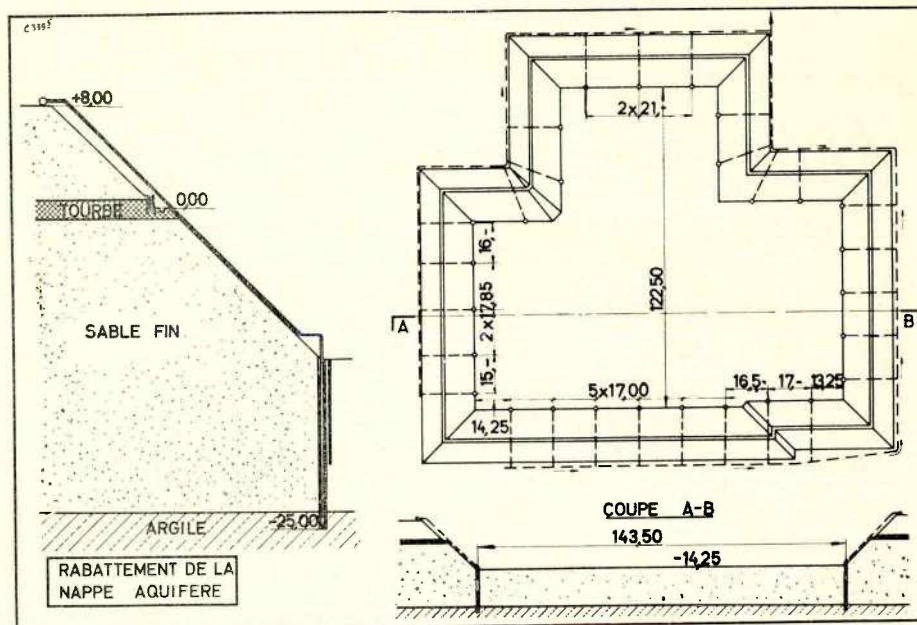 C 3395
+8,00
0,00
TOURBE
SABLE FIN
ARGILE
-25,00
RABATTEMENT DE LA
NAPPE AQUIFERE
2x21,-
16,-
2x17,85
15,-
122,50
A
B
5x17,00
16,5-
17-
13,25
14,25
COUPE A-B
143,50
-14,25